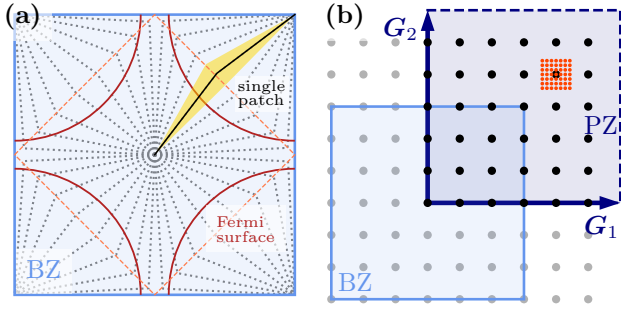 (a)
single
patch
Fermi
surface
BZ
(b)
G₂
PZ
G₁
BZ